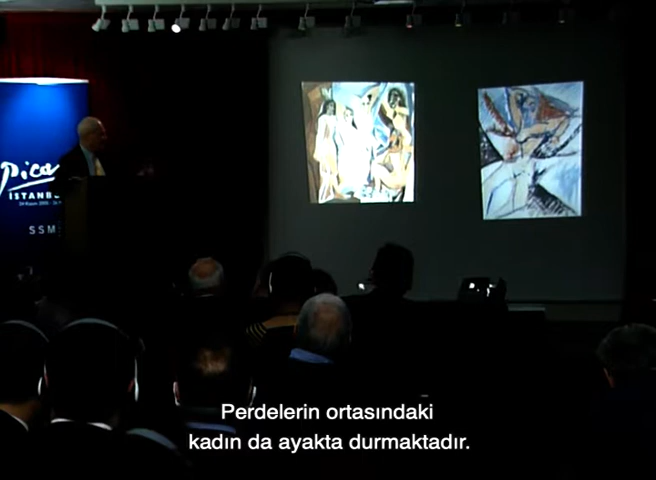 Pica
ISTANB
SSM
Perdelerin ortasındaki
kadın da ayakta durmaktadır.